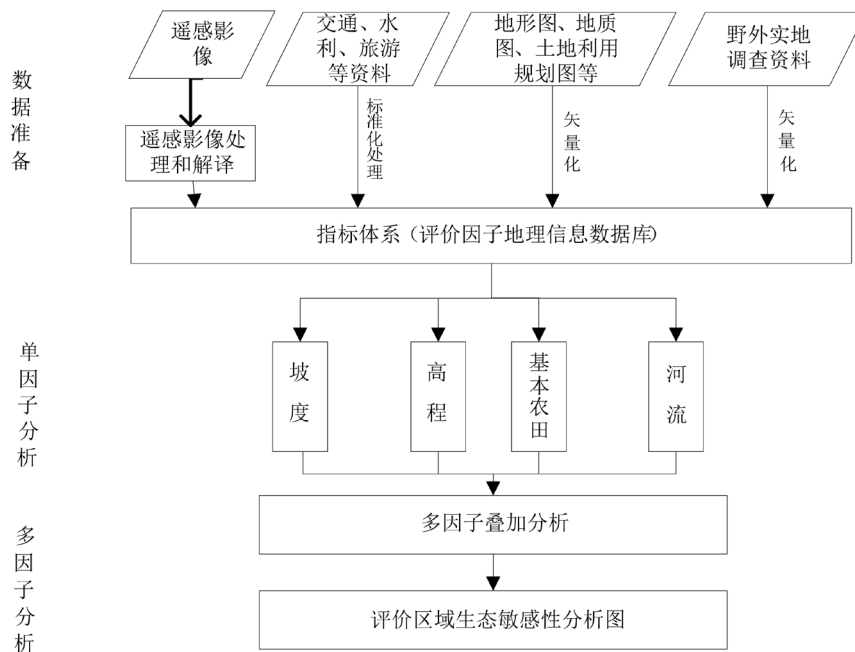 数据准备
遥感影
像
交通、水
利、旅游
等资料
地形图、地质
图、土地利用
规划图等
野外实地
调查资料
遥感影像处
理和解译
标准化处理
矢量化
矢量化
指标体系（评价因子地理信息数据库）
单因子分析
坡度
高程
基本农田
河流
多因子分析
多因子叠加分析
评价区域生态敏感性分析图